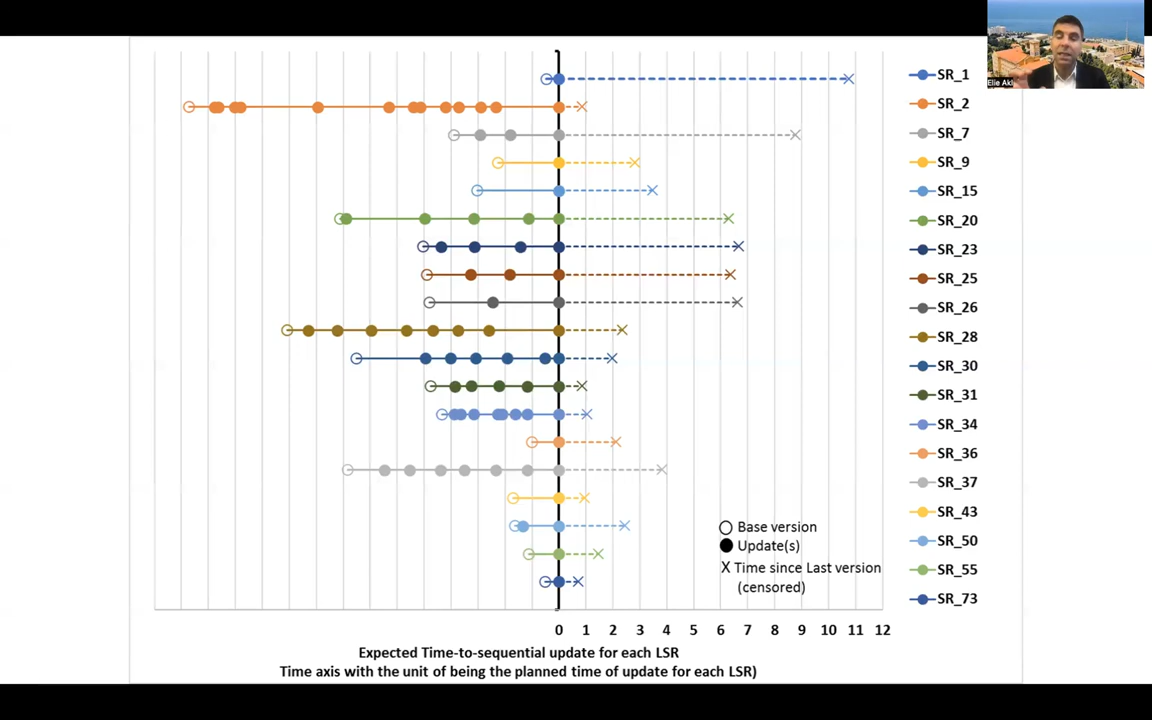 Elie Akl
SR_1
SR_2
SR_7
SR_9
SR_15
SR_20
SR_23
SR_25
SR_26
SR_28
SR_30
SR_31
SR_34
SR_36
SR_37
SR_43
SR_50
SR_55
SR_73
Base version
Update(s)
X Time since Last version
(censored)
0 1 2 3 4 5 6 7 8 9 10 11 12
Expected Time-to-sequential update for each LSR
Time axis with the unit of being the planned time of update for each LSR)